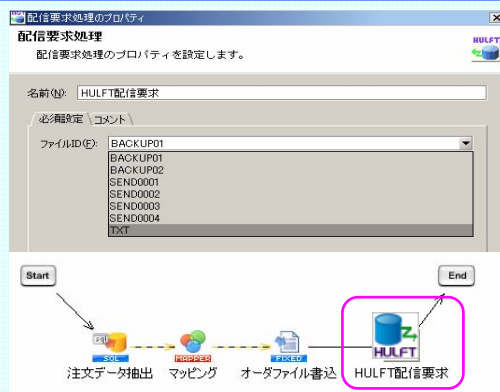 配信要求処理のプロパティ
配信要求処理
配信要求処理のプロパティを設定します。
HULFT
名前(N): HULFT配信要求
必須設定 コメント
ファイルID(F): BACKUP01
BACKUP01
BACKUP02
SEND0001
SEND0002
SEND0003
SEND0004
TXT
Start
End
SQL
MAPPER
FIXED
HULFT
注文データ抽出 マッピング オーダファイル書込 HULFT配信要求